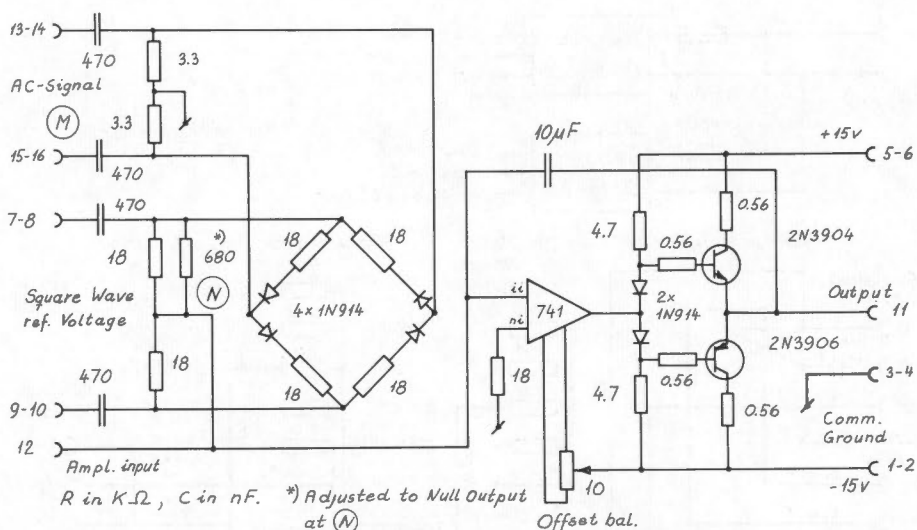 13-14
470
3.3
AC-Signal
M
3.3
15-16
470
7-8
470
18
*)
680
N
Square Wave
ref. Voltage
18
470
9-10
12
Ampl. input
18
18
4x 1N914
18
18
10µF
ii
741
ni
18
4.7
0.56
2x
1N914
0.56
4.7
0.56
2N3904
2N3906
0.56
10
Offset bal.
+15v
5-6
Output
11
3-4
Comm.
Ground
1-2
-15v
R in KΩ, C in nF. *) Adjusted to Null Output
at N